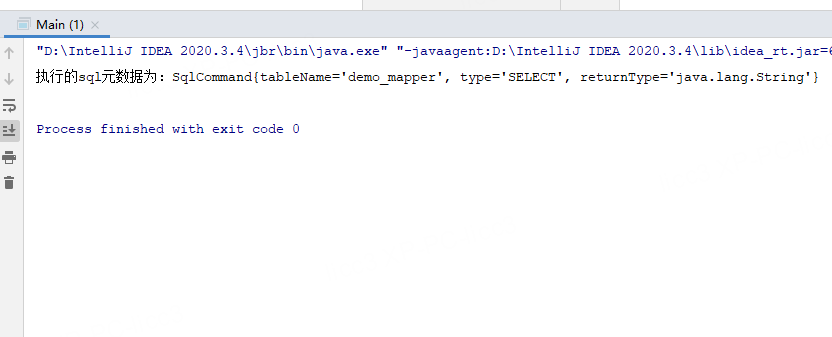 Main (1)
"D:\IntelliJ IDEA 2020.3.4\jbr\bin\java.exe" "-javaagent:D:\IntelliJ IDEA 2020.3.4\lib\idea_rt.jar=6
执行的sql元数据为：SqlCommand{tableName='demo_mapper', type='SELECT', returnType='java.lang.String'}
Process finished with exit code 0